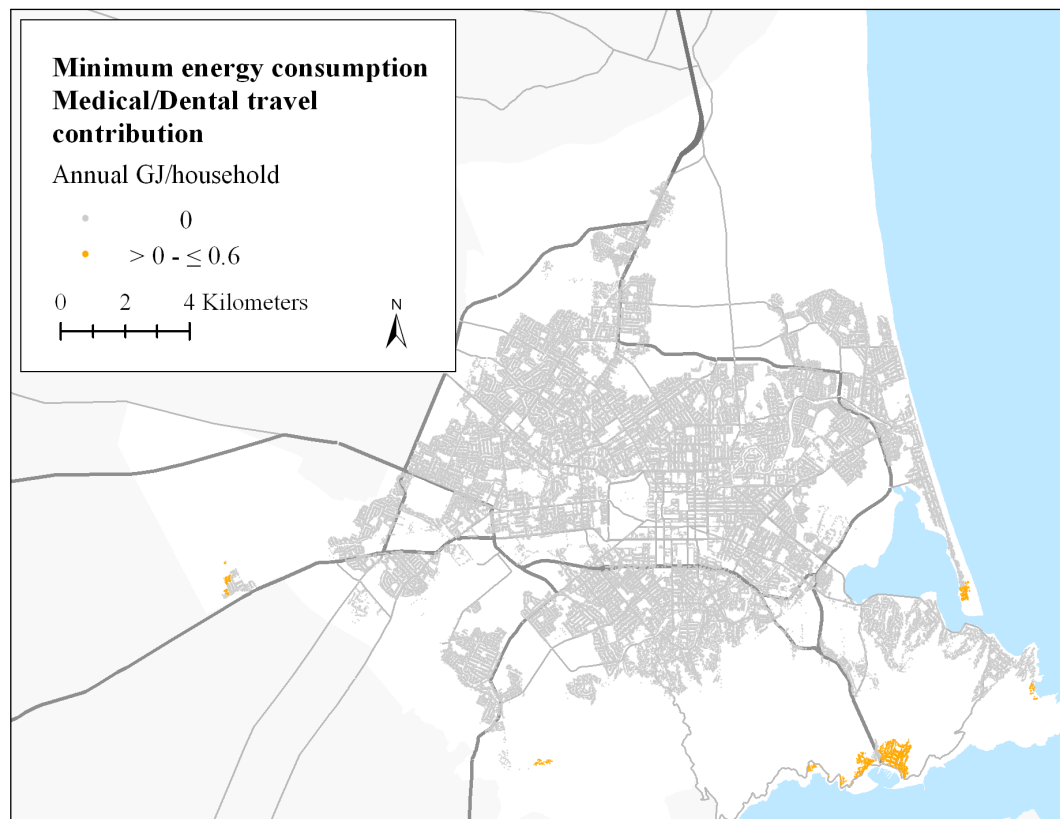 Minimum energy consumption
Medical/Dental travel
contribution
Annual GJ/household
0
> 0 - ≤ 0.6
0 2 4 Kilometers
N